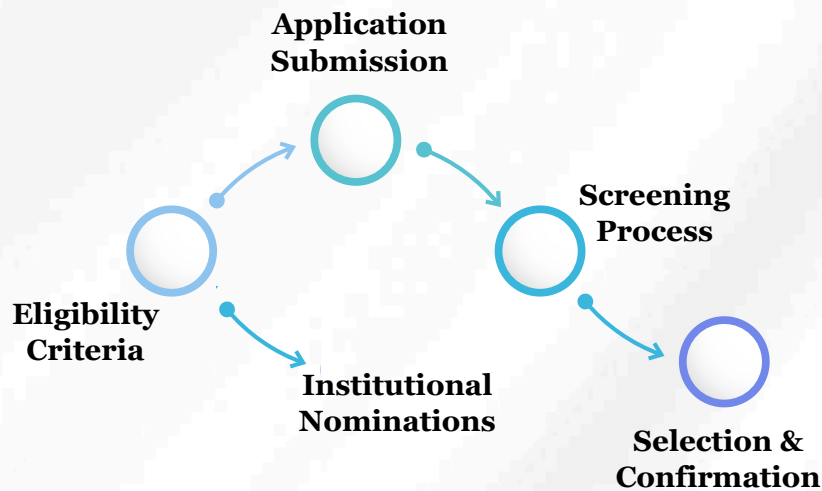 Application
Submission
Screening
Process
Eligibility
Criteria
Institutional
Nominations
Selection &
Confirmation